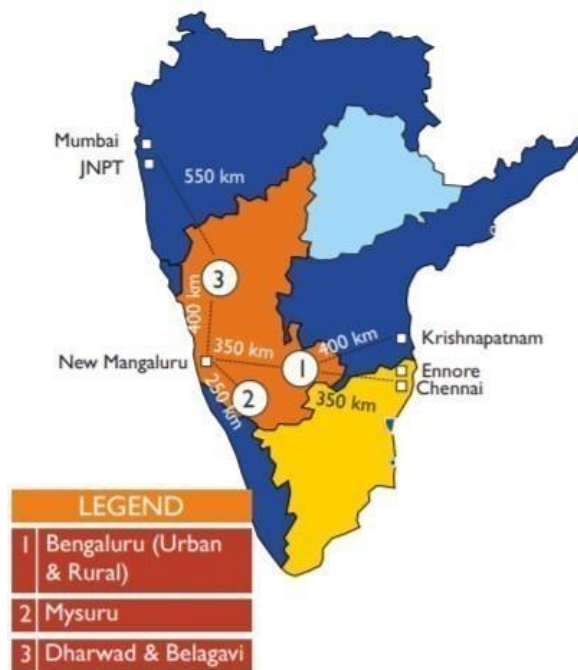 Mumbai
JNPT
550 km
3
400 km
New Mangaluru
350 km
400 km
Krishnapatnam
1
Ennore
Chennai
250 km
2
350 km
LEGEND
1 Bengaluru (Urban
& Rural)
2 Mysuru
3 Dharwad & Belagavi